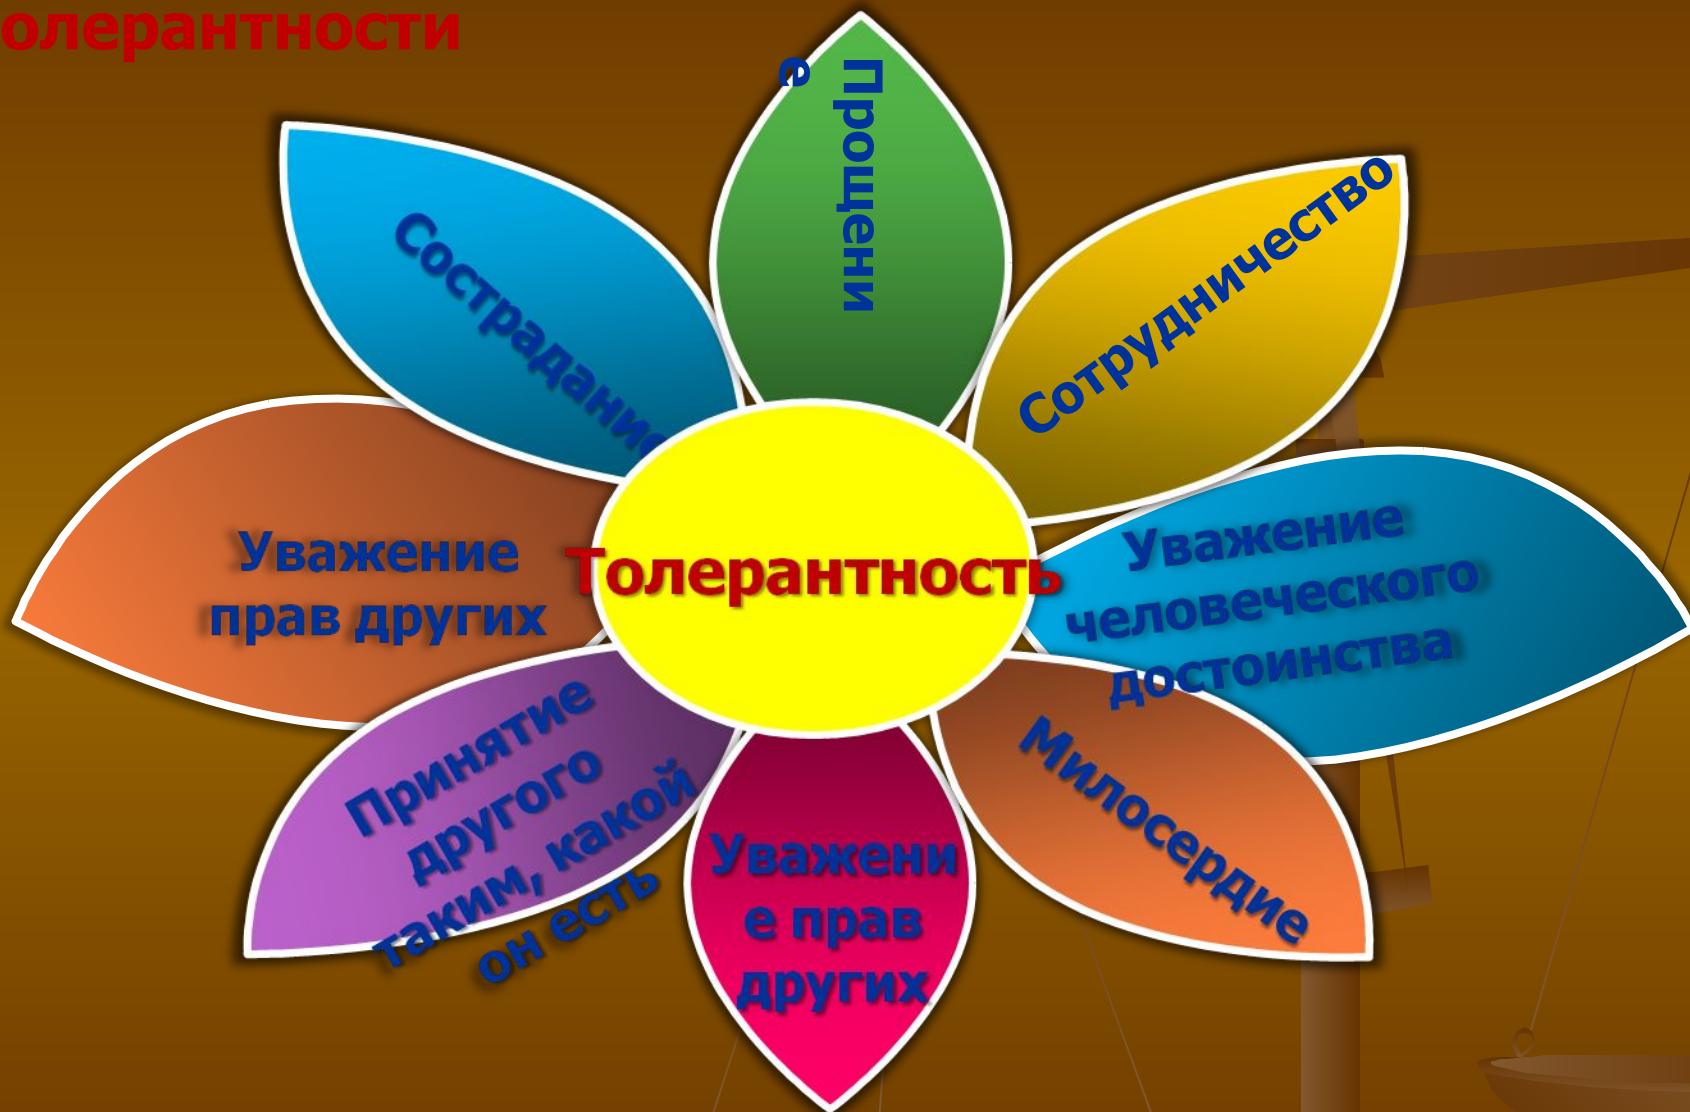 олерантности
Прощени
е
Сострадание
Сотрудничество
Уважение
прав других
Толерантность
Уважение
человеческого
достоинства
Принятие
другого
таким, какой
он есть
Уважени
е прав
других
Милосердие